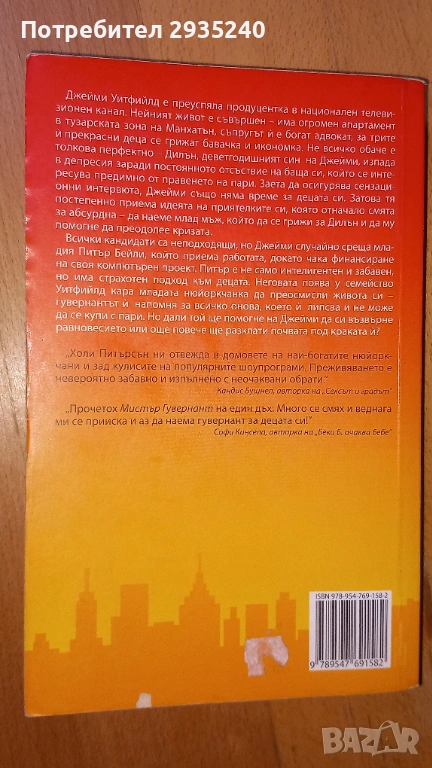 Потребител 2935240
Джейми Уитфийлд е преуспяла продуцентка в национален телеви-
зионен канал. Нейният живот е съвършен – има огромен апартамент
в тузарската зона на Манхатън, съпругът ѝ е богат адвокат, за трите
ѝ прекрасни деца се грижат бавачка и икономка. Не всичко обаче е
толкова перфектно – Дилън, деветгодишният син на Джейми, изпада
в депресия заради постоянното отсъствие на баща си, който се инте-
ресува предимно от правенето на пари. Заета да осигурява сензаци-
онни интервюта, Джейми също няма време за децата си. Затова тя
постепенно приема идеята на приятелките си, която отначало смята
за абсурдна – да наеме млад мъж, който да се грижи за Дилън и да му
помогне да преодолее кризата.
Всички кандидати са неподходящи, но Джейми случайно среща мла-
дия Питър Бейли, който приема работата, докато чака финансиране
на своя компютърен проект. Питър е не само интелигентен и забавен,
но има страхотен подход към децата. Неговата поява у семейство
Уитфийлд кара младата нюйоркчанка да преосмисли живота си –
гувернантът ѝ напомня за всичко онова, което ѝ липсва и не може
да се купи с пари. Но дали той ще помогне на Джейми да си възвърне
равновесието или още повече ще разклати почвата под краката ѝ?
„Холи Питърсън ни отвежда в домовете на най-богатите нюйорк-
чани и зад кулисите на популярните шоупрограми. Преживяването е
невероятно забавно и изпълнено с неочаквани обрати."
Кандис Бушнел, авторка на „Сексът и градът"
„Прочетох Мистър Гувернант на един дъх. Много се смях и веднага
ми се прииска и аз да наема гувернант за децата си!"
Софи Кинсела, авторка на „Беки Б. очаква бебе"
ISBN 978-954-769-158-2
9 789547 691582
BAZAR